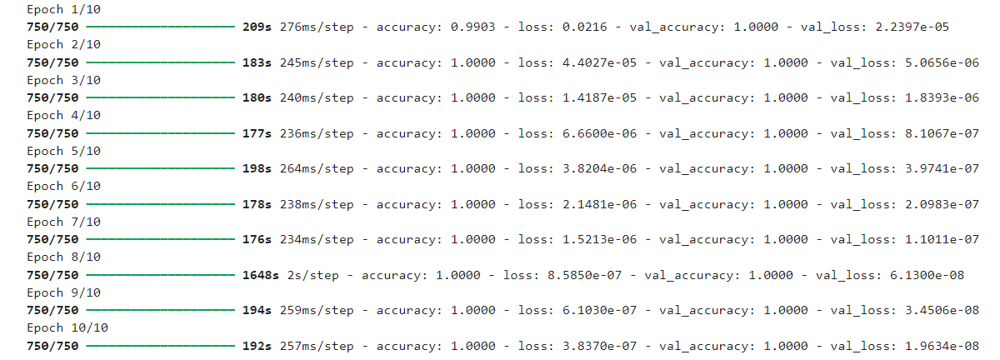 Epoch 1/10
750/750 ━━━━━━━━━━━━━━━━━━━━ 209s 276ms/step - accuracy: 0.9903 - loss: 0.0216 - val_accuracy: 1.0000 - val_loss: 2.2397e-05
Epoch 2/10
750/750 ━━━━━━━━━━━━━━━━━━━━ 183s 245ms/step - accuracy: 1.0000 - loss: 4.4027e-05 - val_accuracy: 1.0000 - val_loss: 5.0656e-06
Epoch 3/10
750/750 ━━━━━━━━━━━━━━━━━━━━ 180s 240ms/step - accuracy: 1.0000 - loss: 1.4187e-05 - val_accuracy: 1.0000 - val_loss: 1.8393e-06
Epoch 4/10
750/750 ━━━━━━━━━━━━━━━━━━━━ 177s 236ms/step - accuracy: 1.0000 - loss: 6.6600e-06 - val_accuracy: 1.0000 - val_loss: 8.1067e-07
Epoch 5/10
750/750 ━━━━━━━━━━━━━━━━━━━━ 198s 264ms/step - accuracy: 1.0000 - loss: 3.8204e-06 - val_accuracy: 1.0000 - val_loss: 3.9741e-07
Epoch 6/10
750/750 ━━━━━━━━━━━━━━━━━━━━ 178s 238ms/step - accuracy: 1.0000 - loss: 2.1481e-06 - val_accuracy: 1.0000 - val_loss: 2.0983e-07
Epoch 7/10
750/750 ━━━━━━━━━━━━━━━━━━━━ 176s 234ms/step - accuracy: 1.0000 - loss: 1.5213e-06 - val_accuracy: 1.0000 - val_loss: 1.1011e-07
Epoch 8/10
750/750 ━━━━━━━━━━━━━━━━━━━━ 1648s 2s/step - accuracy: 1.0000 - loss: 8.5850e-07 - val_accuracy: 1.0000 - val_loss: 6.1300e-08
Epoch 9/10
750/750 ━━━━━━━━━━━━━━━━━━━━ 194s 259ms/step - accuracy: 1.0000 - loss: 6.1030e-07 - val_accuracy: 1.0000 - val_loss: 3.4506e-08
Epoch 10/10
750/750 ━━━━━━━━━━━━━━━━━━━━ 192s 257ms/step - accuracy: 1.0000 - loss: 3.8370e-07 - val_accuracy: 1.0000 - val_loss: 1.9634e-08